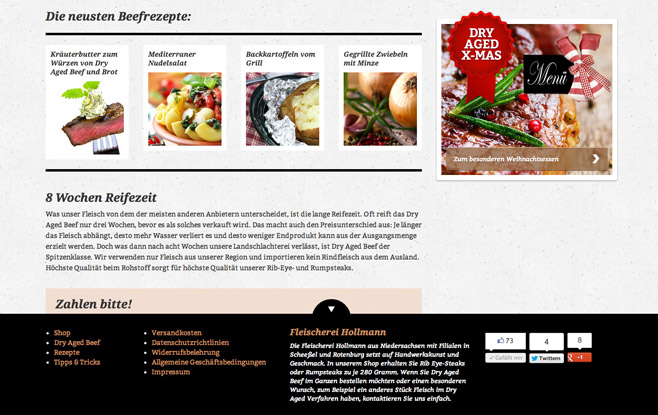 Die neusten Beefrezepte:
Kräuterbutter zum
Würzen von Dry
Aged Beef und Brot
Mediterraner
Nudelsalat
Backkartoffeln vom
Grill
Gegrillte Zwiebeln
mit Minze
DRY
AGED
X-MAS
Menü
Zum besonderen Weihnachtsessen
8 Wochen Reifezeit
Was unser Fleisch von dem der meisten anderen Anbietern unterscheidet, ist die lange Reifezeit. Oft reift das Dry
Aged Beef nur drei Wochen, bevor es als solches verkauft wird. Das macht auch den Preisunterschied aus: Je länger
das Fleisch abhängt, desto mehr Wasser verliert es und desto weniger Endprodukt kann aus der Ausgangsmenge
erzielt werden. Doch was dann nach acht Wochen unsere Landschlachterei verlässt, ist Dry Aged Beef der
Spitzenklasse. Wir verwenden nur Fleisch aus unserer Region und importieren kein Rindfleisch aus dem Ausland.
Höchste Qualität beim Rohstoff sorgt für höchste Qualität unserer Rib-Eye- und Rumpsteaks.
Zahlen bitte!
Shop
Dry Aged Beef
Rezepte
Tipps & Tricks
Versandkosten
Datenschutzrichtlinien
Widerrufsbelehrung
Allgemeine Geschäftsbedingungen
Impressum
Fleischerei Hollmann
Die Fleischerei Hollmann aus Niedersachsen mit Filialen in
Scheeßel und Rotenburg setzt auf Handwerkskunst und
Geschmack. In unserem Shop erhalten Sie Rib Eye-Steaks
oder Rumpsteaks zu je 280 Gramm. Wenn Sie Dry Aged
Beef im Ganzen bestellen möchten oder einen besonderen
Wunsch, zum Beispiel ein anderes Stück Fleisch im Dry
Aged Verfahren haben, kontaktieren Sie uns einfach.
73
Gefällt mir
4
Twittern
8
+1